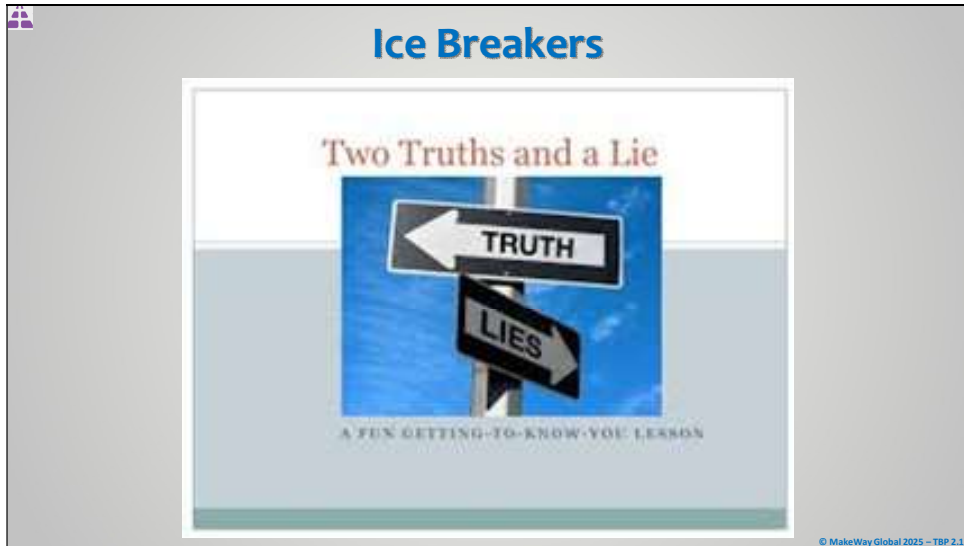 Ice Breakers
Two Truths and a Lie
TRUTH
LIES
A FUN GETTING-TO-KNOW-YOU LESSON
© MakeWay Global 2025 – TBP 2.1